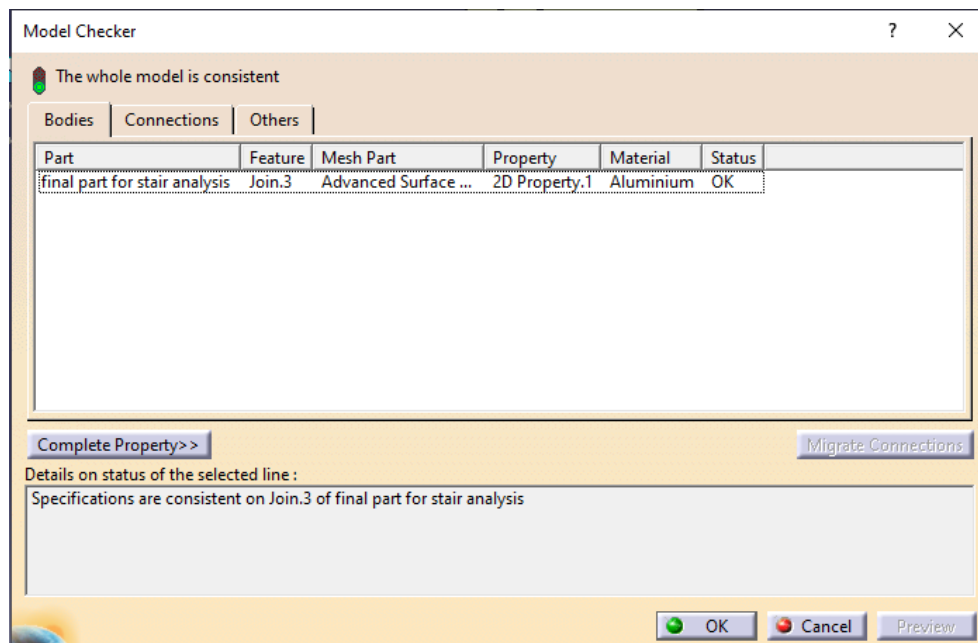 Model Checker ?
The whole model is consistent
Bodies Connections Others
Part Feature Mesh Part Property Material Status
final part for stair analysis Join.3 Advanced Surface ... 2D Property.1 Aluminium OK
Complete Property>> Migrate Connections
Details on status of the selected line :
Specifications are consistent on Join.3 of final part for stair analysis
OK Cancel Preview